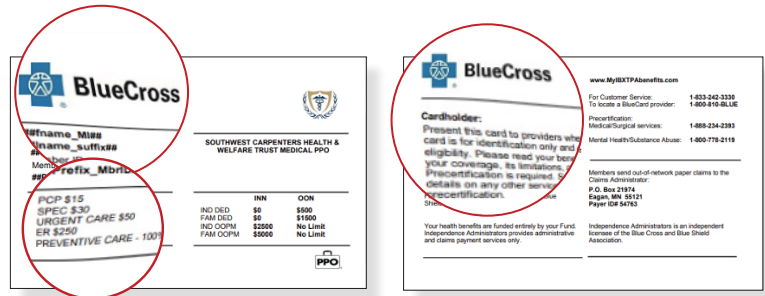 BlueCross
##fname_MI##
##lname_suffix##
Prefix_MbrID
PCP $15
SPEC $30
URGENT CARE $50
ER $250
PREVENTIVE CARE - 100%
SOUTHWEST CARPENTERS HEALTH &
WELFARE TRUST MEDICAL PPO
INN OON
IND DED $0 $500
FAM DED $0 $1500
IND OOPM $2500 No Limit
FAM OOPM $5000 No Limit
PPO
BlueCross
Cardholder:
Present this card to providers
card is for identification only and
eligibility. Please read your
your coverage, its limitations,
Precertification is required.
details on any other
precertification.
Your health benefits are funded entirely by your Fund.
Independence Administrators provides administrative
and claims payment services only.
www.MyIBXTPAbenefits.com
For Customer Service: 1-833-242-3330
To locate a BlueCard provider: 1-800-810-BLUE
Precertification:
Medical/Surgical services: 1-888-234-2393
Mental Health/Substance Abuse: 1-800-778-2119
Members send out-of-network paper claims to the
Claims Administrator:
P.O. Box 21974
Eagan, MN 55121
Payer ID# 54763
Independence Administrators is an independent
licensee of the Blue Cross and Blue Shield
Association.